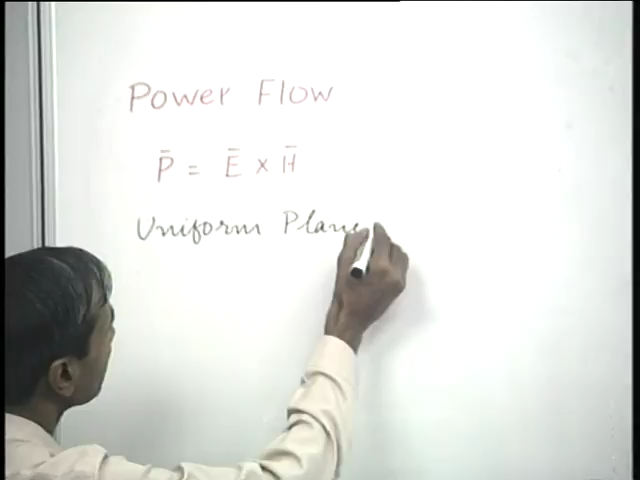 Power Flow
P̄ = Ē × H̄
Uniform Plane